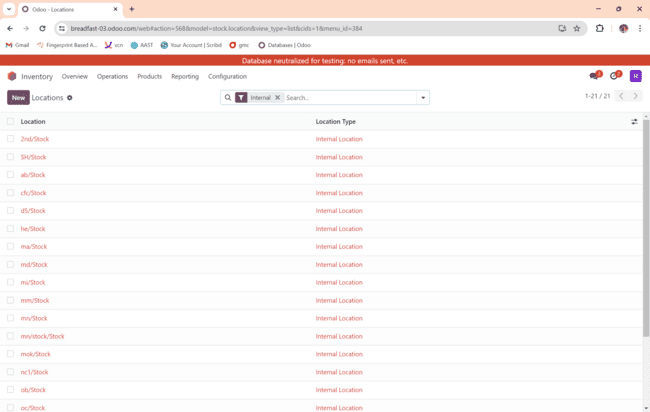 Odoo - Locations
breadfast-03.odoo.com/web#action=568&model=stock.location&view_type=list&cids=1&menu_id=384
Gmail Fingerprint Based A... vcn AAST Your Account | Scribd gmc Databases | Odoo
Database neutralized for testing: no emails sent, etc.
Inventory Overview Operations Products Reporting Configuration
New Locations Internal Search... 1-21 / 21
Location Location Type
2nd/Stock Internal Location
5H/Stock Internal Location
ab/Stock Internal Location
cfc/Stock Internal Location
d5/Stock Internal Location
he/Stock Internal Location
ma/Stock Internal Location
md/Stock Internal Location
mi/Stock Internal Location
mm/Stock Internal Location
mn/Stock Internal Location
mn/stock/Stock Internal Location
mok/Stock Internal Location
nc1/Stock Internal Location
ob/Stock Internal Location
oc/Stock Internal Location